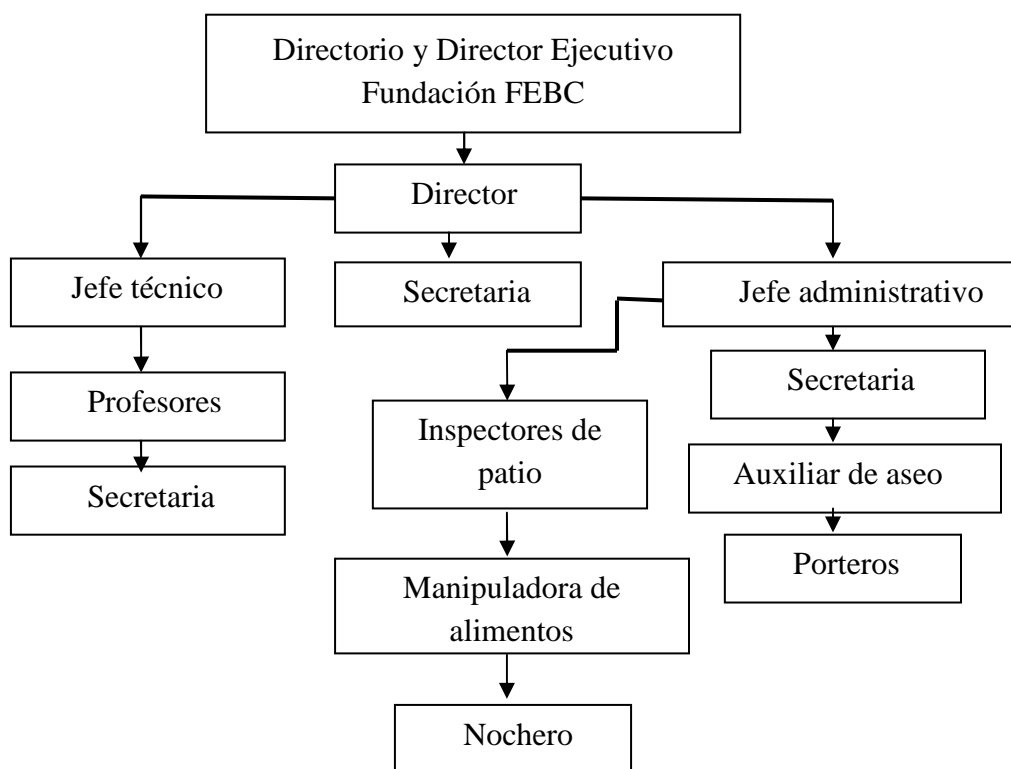 Directorio y Director Ejecutivo
Fundación FEBC
Director
Jefe técnico
Secretaria
Jefe administrativo
Profesores
Secretaria
Inspectores de
patio
Secretaria
Auxiliar de aseo
Manipuladora de
alimentos
Porteros
Nochero